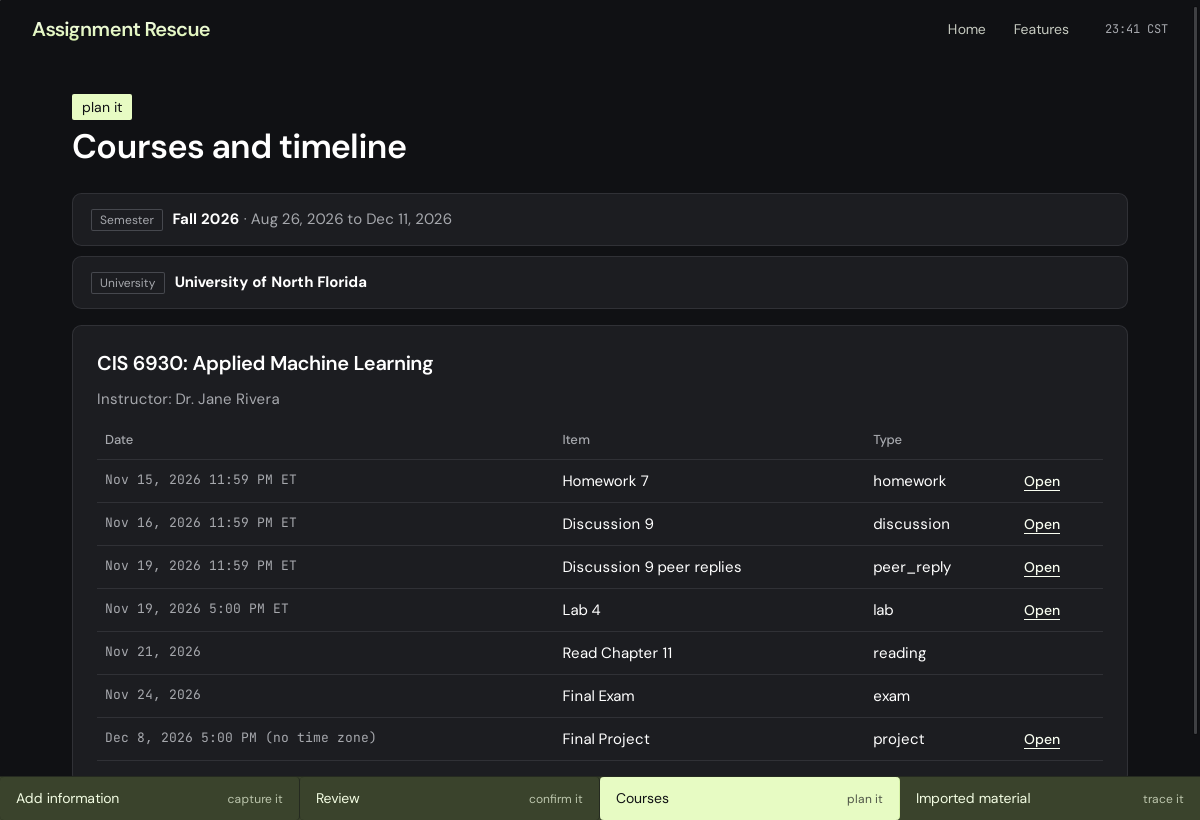 Assignment Rescue
Home Features 23:41 CST
plan it
Courses and timeline
Semester Fall 2026 · Aug 26, 2026 to Dec 11, 2026
University University of North Florida
CIS 6930: Applied Machine Learning
Instructor: Dr. Jane Rivera
Date Item Type
Nov 15, 2026 11:59 PM ET Homework 7 homework Open
Nov 16, 2026 11:59 PM ET Discussion 9 discussion Open
Nov 19, 2026 11:59 PM ET Discussion 9 peer replies peer_reply Open
Nov 19, 2026 5:00 PM ET Lab 4 lab Open
Nov 21, 2026 Read Chapter 11 reading
Nov 24, 2026 Final Exam exam
Dec 8, 2026 5:00 PM (no time zone) Final Project project Open
Add information capture it Review confirm it Courses plan it Imported material trace it